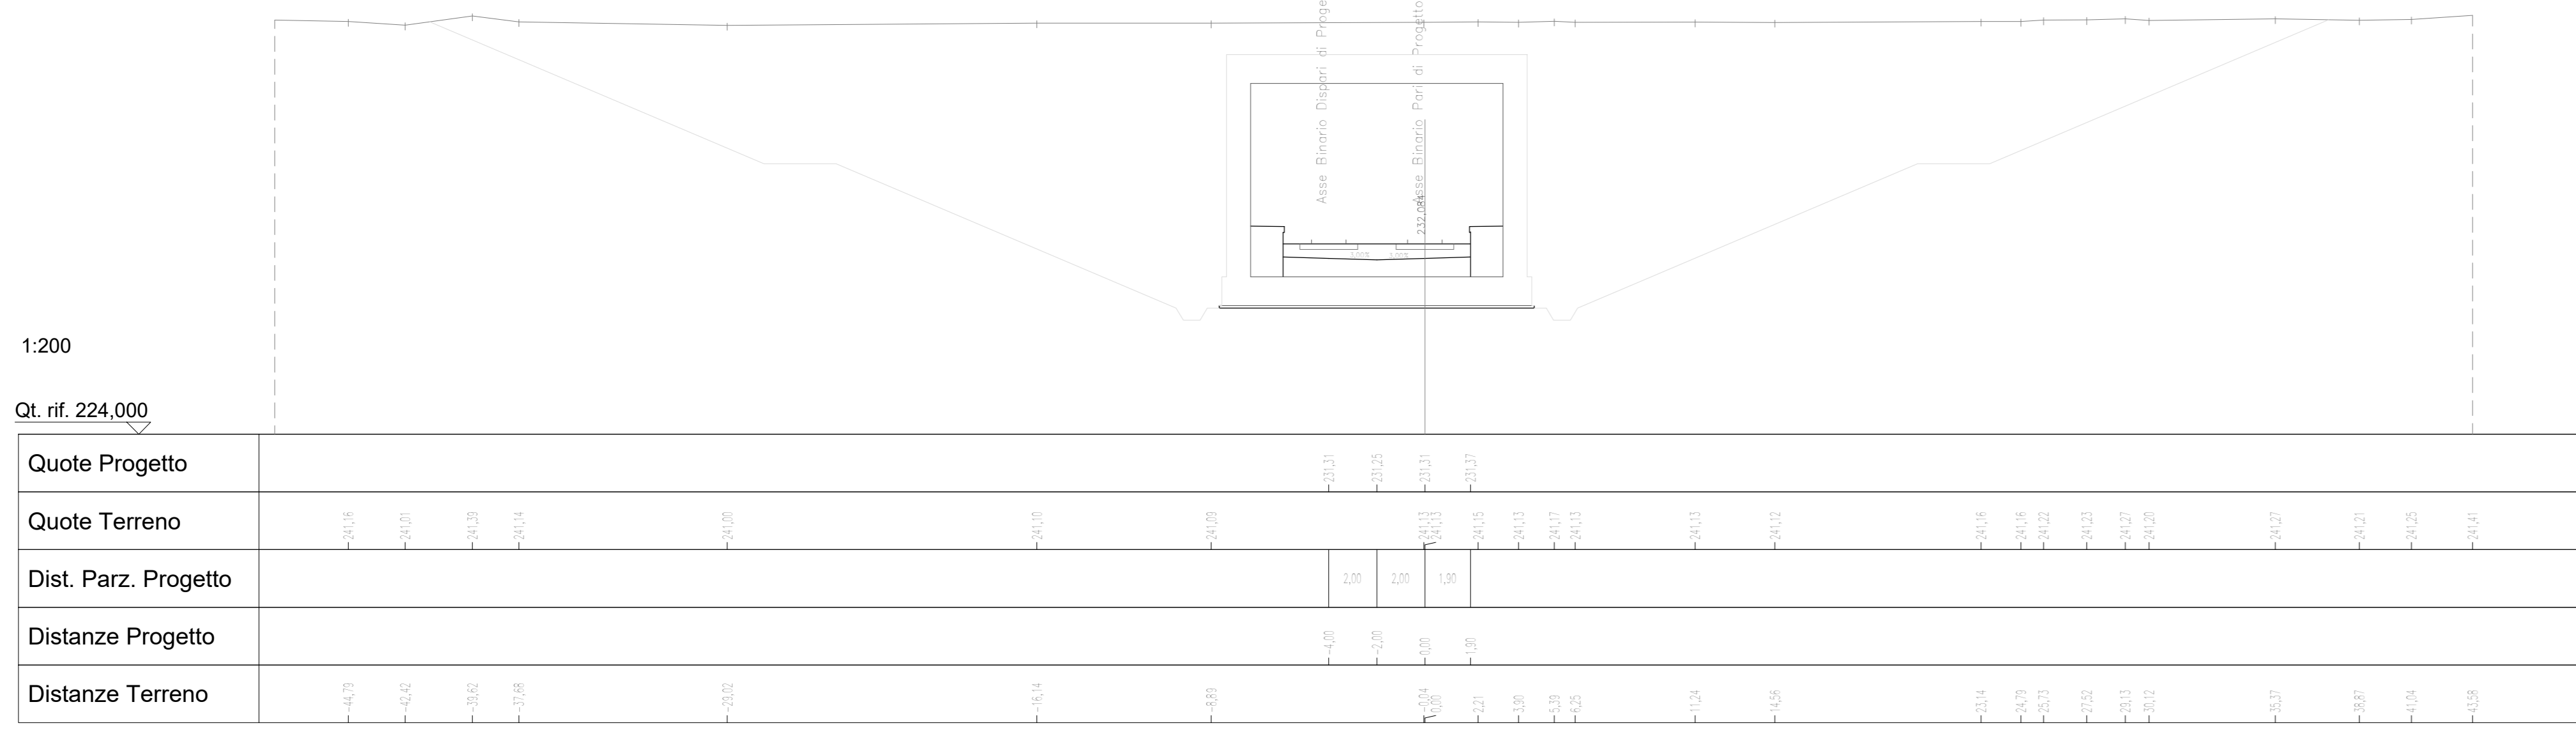 Asse Binario Dispari di Proge
Asse Binario Pari di Progetto
232,084
3,00% 3,00%
1:200
Qt. rif. 224,000
Quote Progetto 231,31 231,25 231,31 231,37
Quote Terreno 241,16 241,01 241,39 241,14 241,00 241,10 241,09 241,13 241,13 241,15 241,13 241,17 241,13 241,13 241,12 241,16 241,16 241,22 241,23 241,27 241,20 241,27 241,21 241,25 241,41
Dist. Parz. Progetto 2,00 2,00 1,90
Distanze Progetto -4,00 -2,00 -0,00 1,90
Distanze Terreno -44,79 -42,42 -39,62 -37,68 -29,02 -16,14 -8,89 -0,04 0,00 2,21 3,90 5,39 6,25 11,24 14,56 23,14 24,79 25,73 27,52 29,13 30,12 35,37 38,87 41,04 43,58